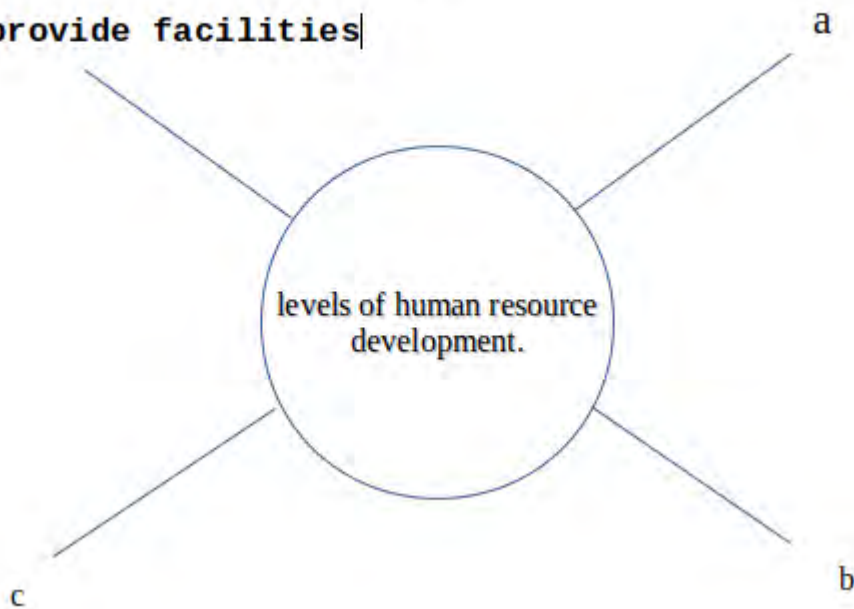 provide facilities
a
levels of human resource
development.
c
b